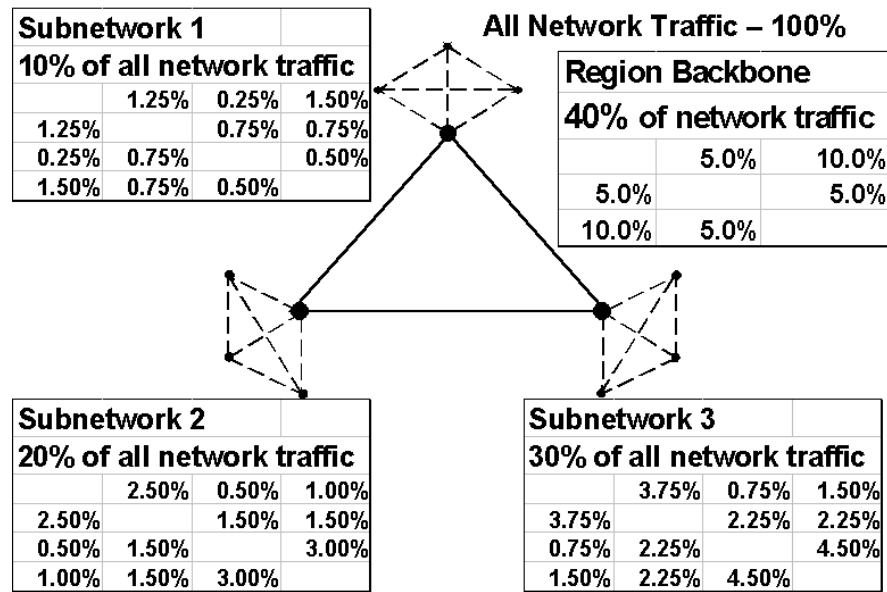 Subnetwork 1
10% of all network traffic
1.25% 0.25% 1.50%
1.25% 0.75% 0.75%
0.25% 0.75% 0.50%
1.50% 0.75% 0.50%
All Network Traffic – 100%
Region Backbone
40% of network traffic
5.0% 10.0%
5.0% 5.0%
10.0% 5.0%
Subnetwork 2
20% of all network traffic
2.50% 0.50% 1.00%
2.50% 1.50% 1.50%
0.50% 1.50% 3.00%
1.00% 1.50% 3.00%
Subnetwork 3
30% of all network traffic
3.75% 0.75% 1.50%
3.75% 2.25% 2.25%
0.75% 2.25% 4.50%
1.50% 2.25% 4.50%